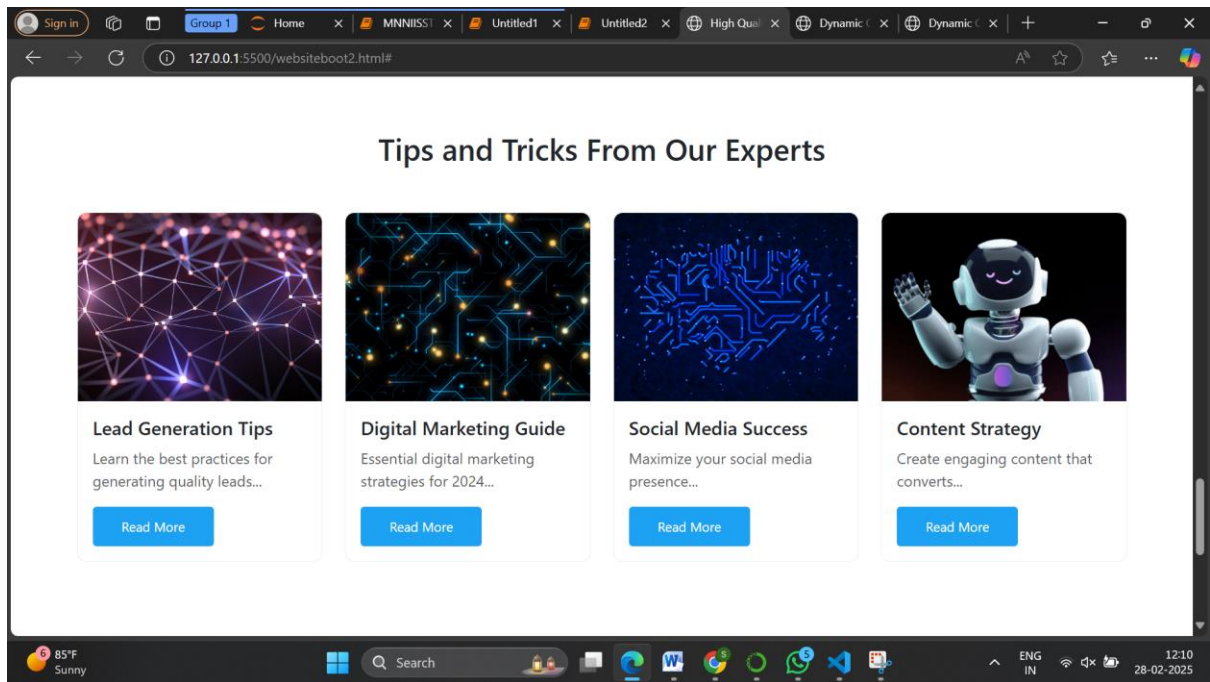 Sign in
Group 1
Home
MNNIISST
Untitled1
Untitled2
High Qual
Dynamic C
Dynamic C
127.0.0.1:5500/websiteboot2.html#
Tips and Tricks From Our Experts
Lead Generation Tips
Learn the best practices for
generating quality leads...
Read More
Digital Marketing Guide
Essential digital marketing
strategies for 2024...
Read More
Social Media Success
Maximize your social media
presence...
Read More
Content Strategy
Create engaging content that
converts...
Read More
6
85°F
Sunny
Search
S
5
ENG
IN
12:10
28-02-2025